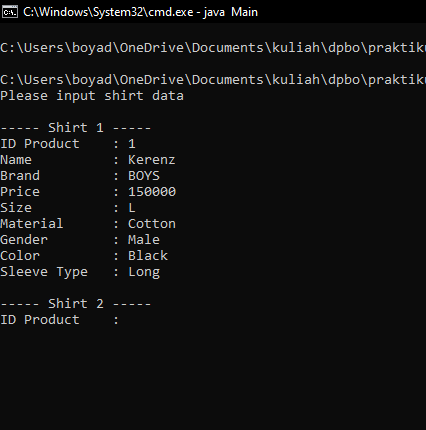 C:\Windows\System32\cmd.exe - java Main
C:\Users\boyad\OneDrive\Documents\kuliah\dpbo\praktik
C:\Users\boyad\OneDrive\Documents\kuliah\dpbo\praktik
Please input shirt data
----- Shirt 1 -----
ID Product    : 1
Name          : Kerenz
Brand         : BOYS
Price         : 150000
Size          : L
Material      : Cotton
Gender        : Male
Color         : Black
Sleeve Type   : Long
----- Shirt 2 -----
ID Product    :